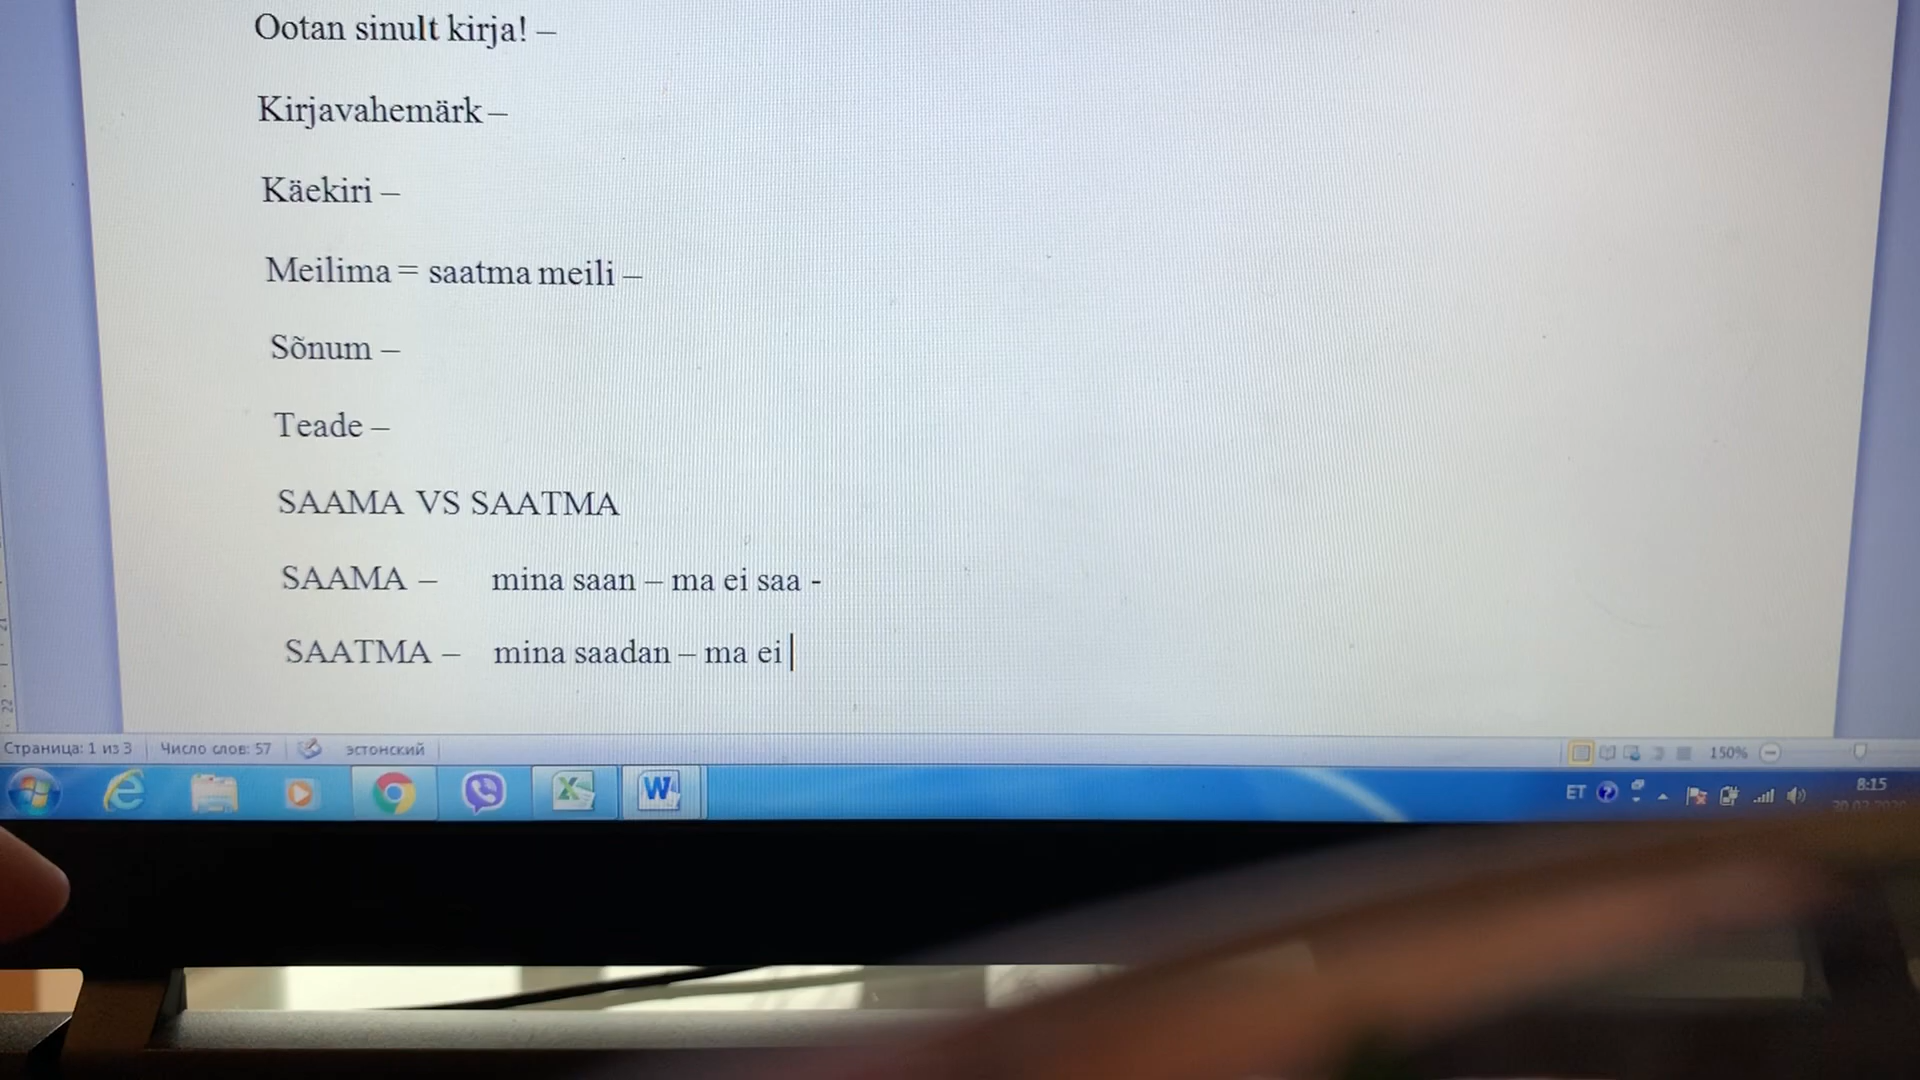 Ootan sinult kirja! –
Kirjavahemärk –
Käekiri –
Meilima = saatma meili –
Sõnum –
Teade –
SAAMA VS SAATMA
SAAMA – mina saan – ma ei saa -
SAATMA – mina saadan – ma ei
Страница: 1 из 3 Число слов: 57 эстонский 150%
ET 8:15